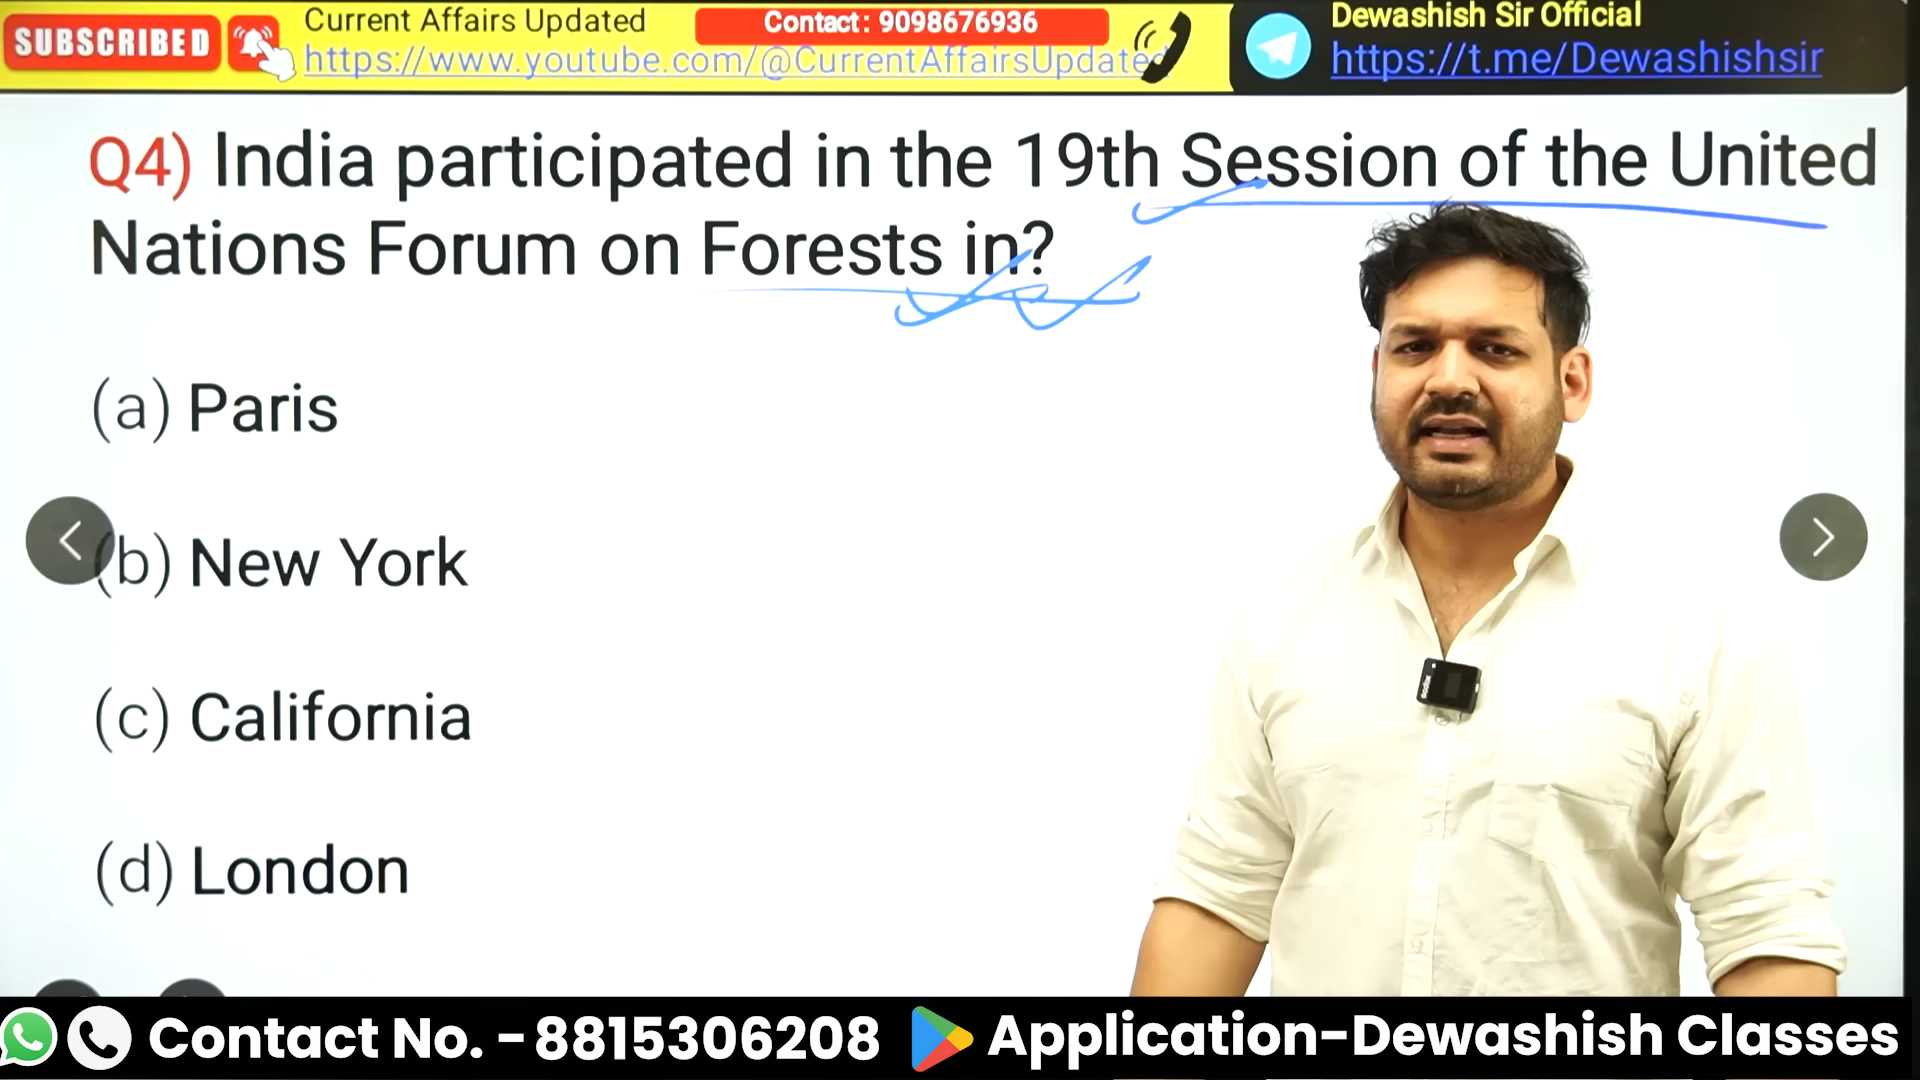 SUBSCRIBED
Current Affairs Updated
https://www.youtube.com/@CurrentAffairsUpdated
Contact : 9098676936
Dewashish Sir Official
https://t.me/Dewashishsir
Q4) India participated in the 19th Session of the United
Nations Forum on Forests in?
(a) Paris
(b) New York
(c) California
(d) London
Contact No. - 8815306208
Application-Dewashish Classes